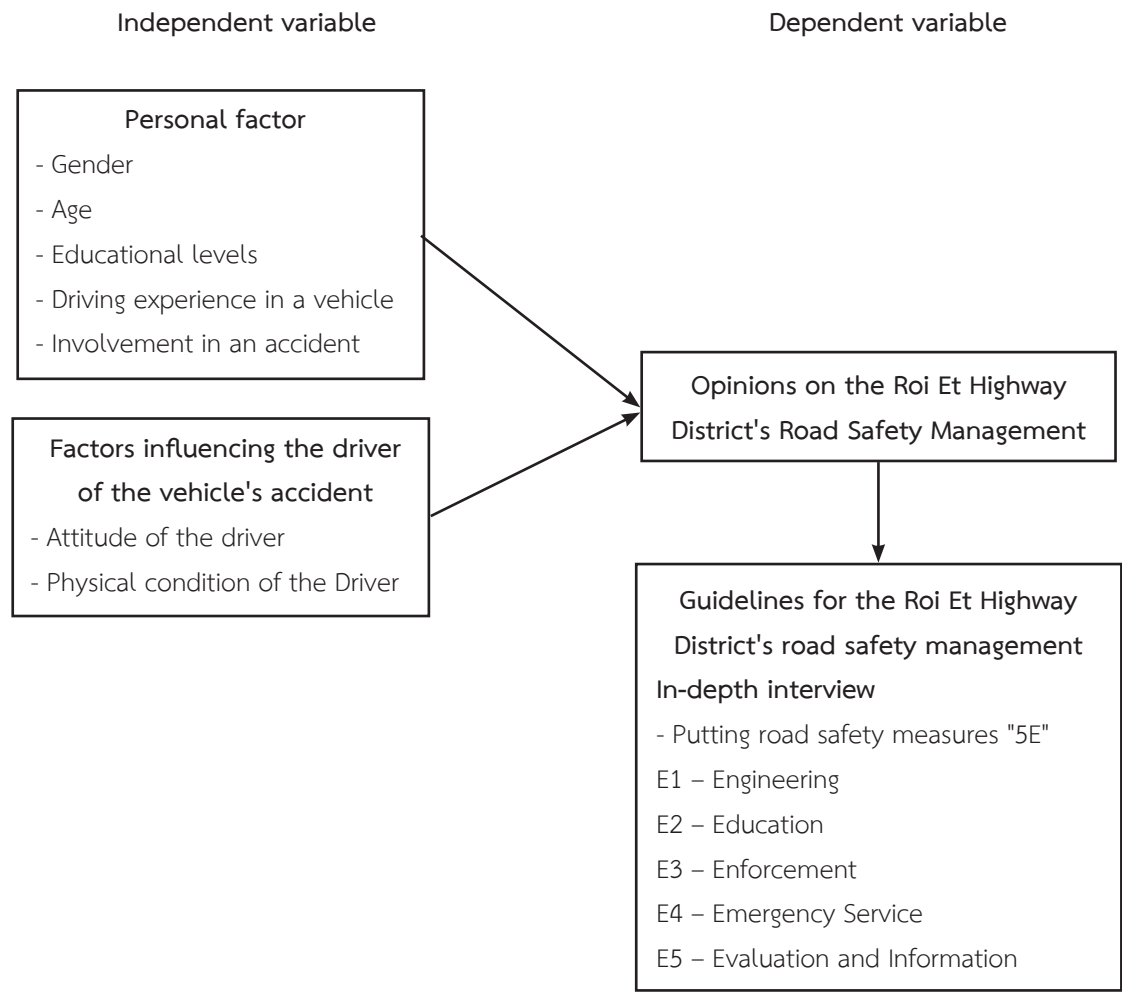 Independent variable
Dependent variable
Personal factor
- Gender
- Age
- Educational levels
- Driving experience in a vehicle
- Involvement in an accident
Factors influencing the driver
of the vehicle's accident
- Attitude of the driver
- Physical condition of the Driver
Opinions on the Roi Et Highway
District's Road Safety Management
Guidelines for the Roi Et Highway
District's road safety management
In-depth interview
- Putting road safety measures "5E"
E1 – Engineering
E2 – Education
E3 – Enforcement
E4 – Emergency Service
E5 – Evaluation and Information